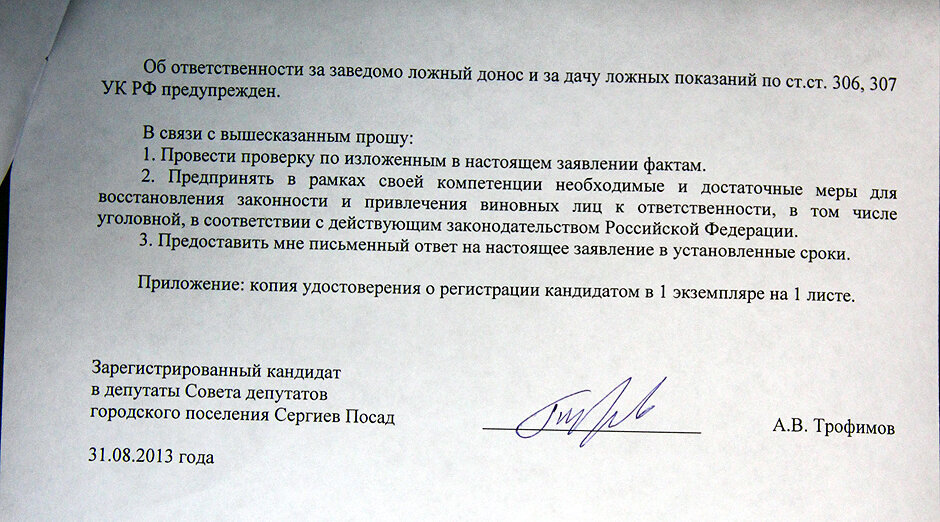 Об ответственности за заведомо ложный донос и за дачу ложных показаний по ст.ст. 306, 307
УК РФ предупрежден.
В связи с вышесказанным прошу:
1. Провести проверку по изложенным в настоящем заявлении фактам.
2. Предпринять в рамках своей компетенции необходимые и достаточные меры для
восстановления законности и привлечения виновных лиц к ответственности, в том числе
уголовной, в соответствии с действующим законодательством Российской Федерации.
3. Предоставить мне письменный ответ на настоящее заявление в установленные сроки.
Приложение: копия удостоверения о регистрации кандидатом в 1 экземпляре на 1 листе.
Зарегистрированный кандидат
в депутаты Совета депутатов
городского поселения Сергиев Посад
А.В. Трофимов
31.08.2013 года